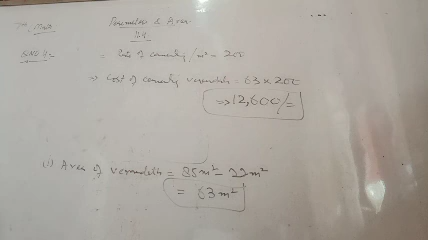 Perimeter & Area
= Cost of cementing /m² = 200
⇒ Cost of cementing verandah = 63 x 200
⇒ 12,600/=
(i) Area of verandah = 85m² - 22m²
= 63m²